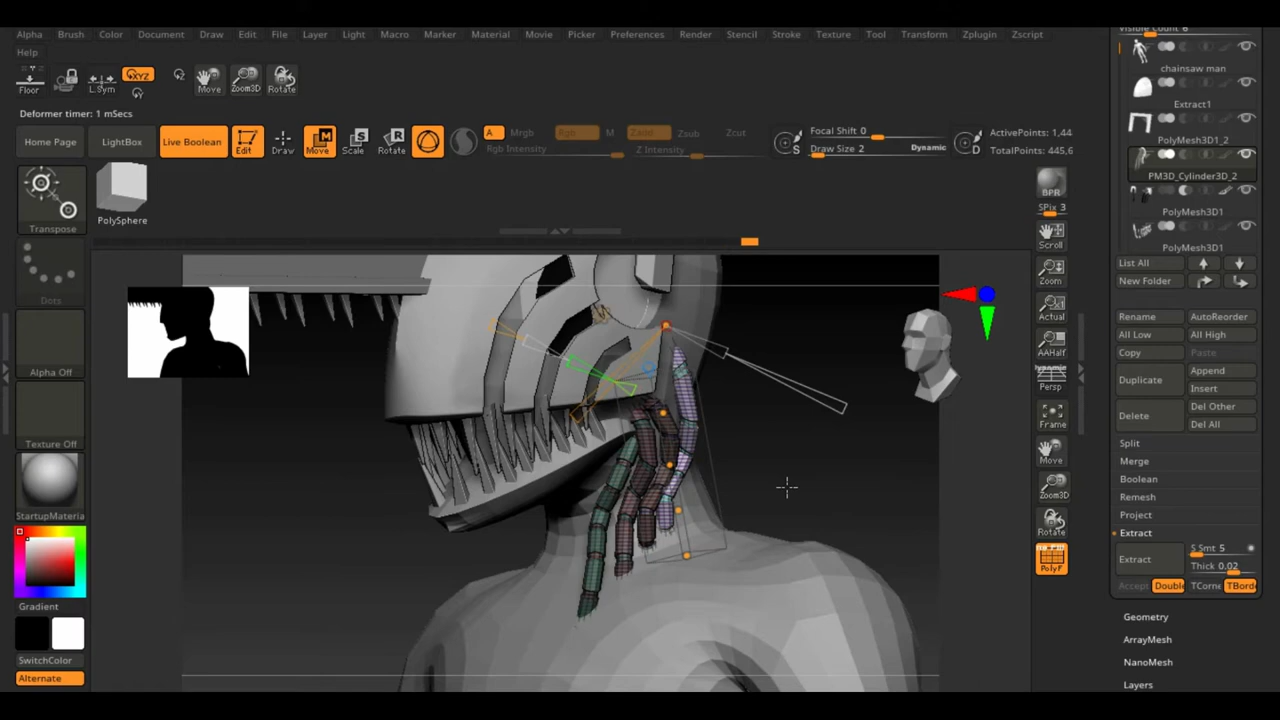 Alpha Brush Color Document Draw Edit File Layer Light Macro Marker Material Movie Picker Preferences Render Stencil Stroke Texture Tool Transform Zplugin Zscript
Help
Floor L.Sym XYZ Move Zoom3D Rotate
Deformer timer: 1 mSecs
Home Page LightBox Live Boolean Edit Draw Move Scale Rotate A Mrgb Rgb M Zadd Zsub Zcut
Rgb Intensity Z Intensity
Focal Shift 0
Draw Size 2 Dynamic
ActivePoints: 1,44
TotalPoints: 445,6
Transpose
PolySphere
Dots
Alpha Off
Texture Off
StartupMateria
Gradient
SwitchColor
Alternate
BPR
SPix 3
Scroll
Zoom
Actual
AAHalf
Dynamic
Persp
Frame
Move
Zoom3D
Rotate
PolyF
Visible Count 6
chainsaw man
Extract1
PolyMesh3D1_2
PM3D_Cylinder3D_2
PolyMesh3D1
PolyMesh3D1
List All
New Folder
Rename AutoReorder
All Low All High
Copy Paste
Duplicate Append
Insert
Delete Del Other
Del All
Split
Merge
Boolean
Remesh
Project
Extract
Extract S Smt 5
Thick 0.02
Accept Double TCorne TBorde
Geometry
ArrayMesh
NanoMesh
Layers